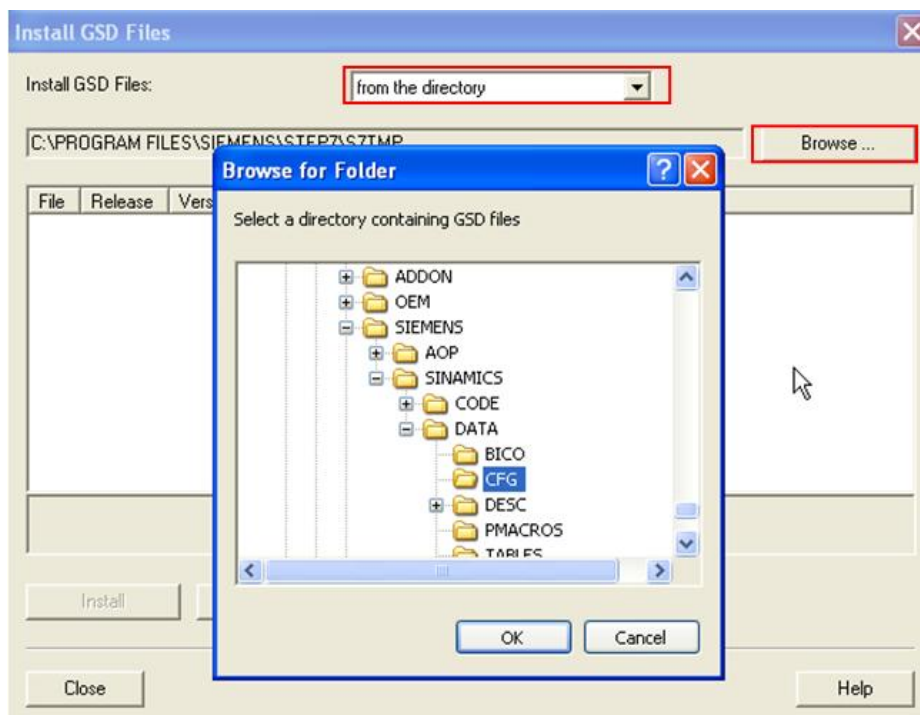 Install GSD Files
Install GSD Files:
from the directory
C:\PROGRAM FILES\SIEMENS\STEP7\S7TMP
Browse ...
Browse for Folder
File Release Vers
Select a directory containing GSD files
ADDON
OEM
SIEMENS
AOP
SINAMICS
CODE
DATA
BICO
CFG
DESC
PMACROS
TABLES
Install
OK
Cancel
Close
Help